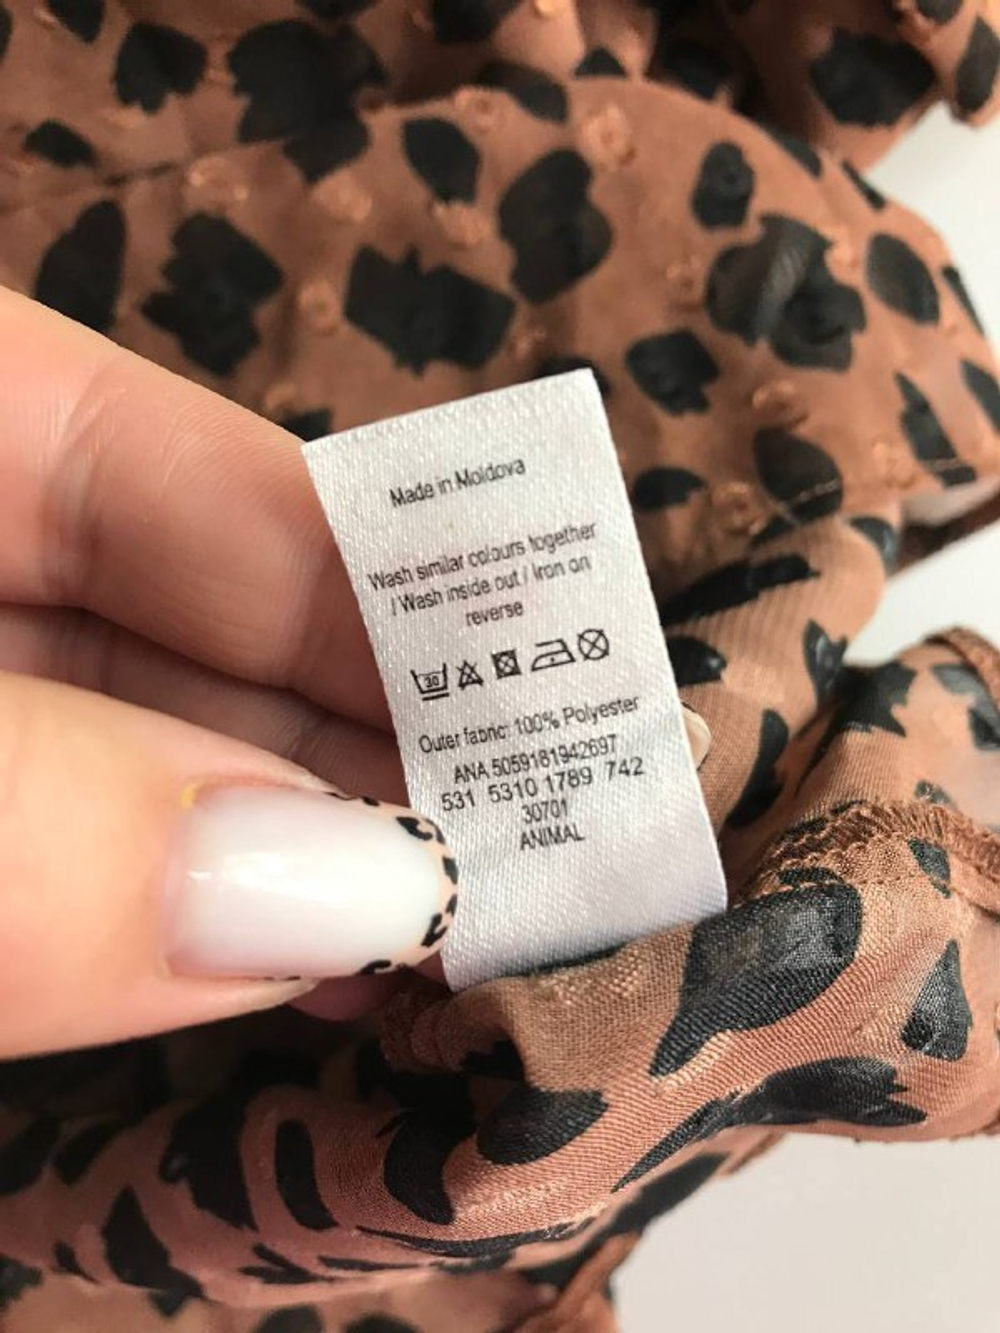 Made in Moldova
Wash similar colours together
/ Wash inside out / Iron on
reverse
30
Outer fabric: 100% Polyester
ANA 5059181942697
531 5310 1789 742
30701
ANIMAL